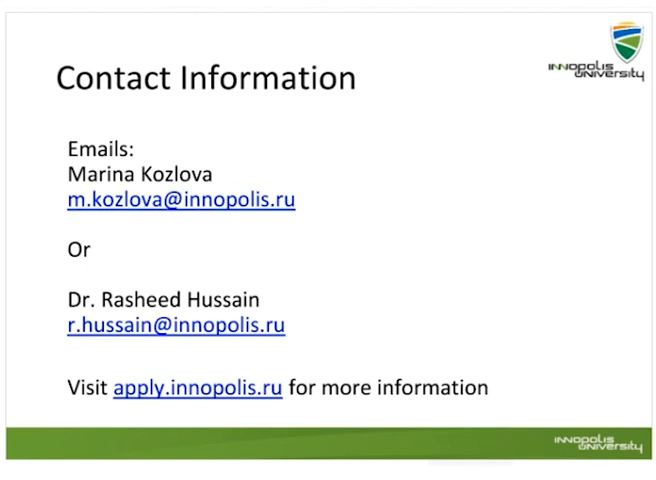 INNOPOLIS
UNIVERSITY
Contact Information
Emails:
Marina Kozlova
m.kozlova@innopolis.ru
Or
Dr. Rasheed Hussain
r.hussain@innopolis.ru
Visit apply.innopolis.ru for more information
INNOPOLIS
UNIVERSITY